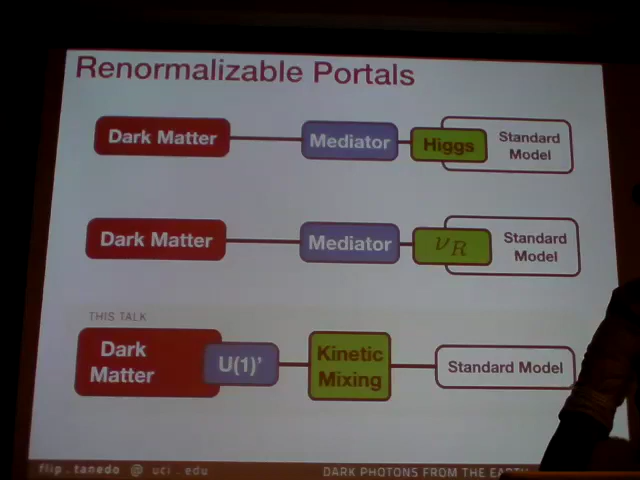 Renormalizable Portals
Dark Matter
Mediator
Higgs
Standard
Model
Dark Matter
Mediator
νR
Standard
Model
THIS TALK
Dark
Matter
U(1)'
Kinetic
Mixing
Standard Model
flip . tanedo @ uci . edu
DARK PHOTONS FROM THE